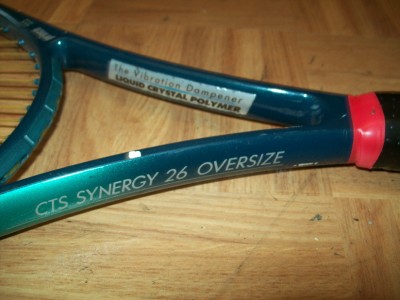 The Vibration Dampener
LIQUID CRYSTAL POLYMER
CTS SYNERGY 26 OVERSIZE